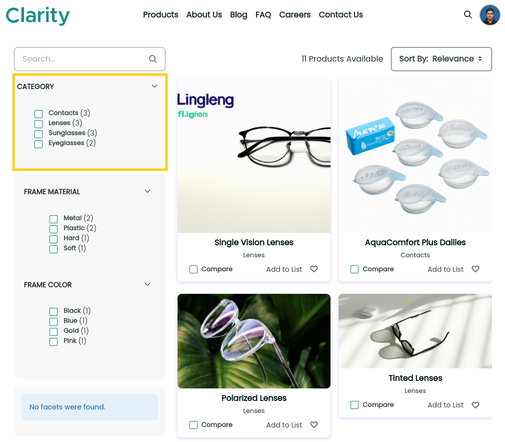 Clarity
Products About Us Blog FAQ Careers Contact Us
Search...
11 Products Available
Sort By: Relevance
CATEGORY
Contacts (3)
Lenses (3)
Sunglasses (3)
Eyeglasses (2)
FRAME MATERIAL
Metal (2)
Plastic (2)
Hard (1)
Soft (1)
FRAME COLOR
Black (1)
Blue (1)
Gold (1)
Pink (1)
No facets were found.
Lingleng
Single Vision Lenses
Lenses
Compare Add to List
AquaComfort Plus Dailies
Contacts
Compare Add to List
Polarized Lenses
Lenses
Compare Add to List
Tinted Lenses
Lenses
Compare Add to List